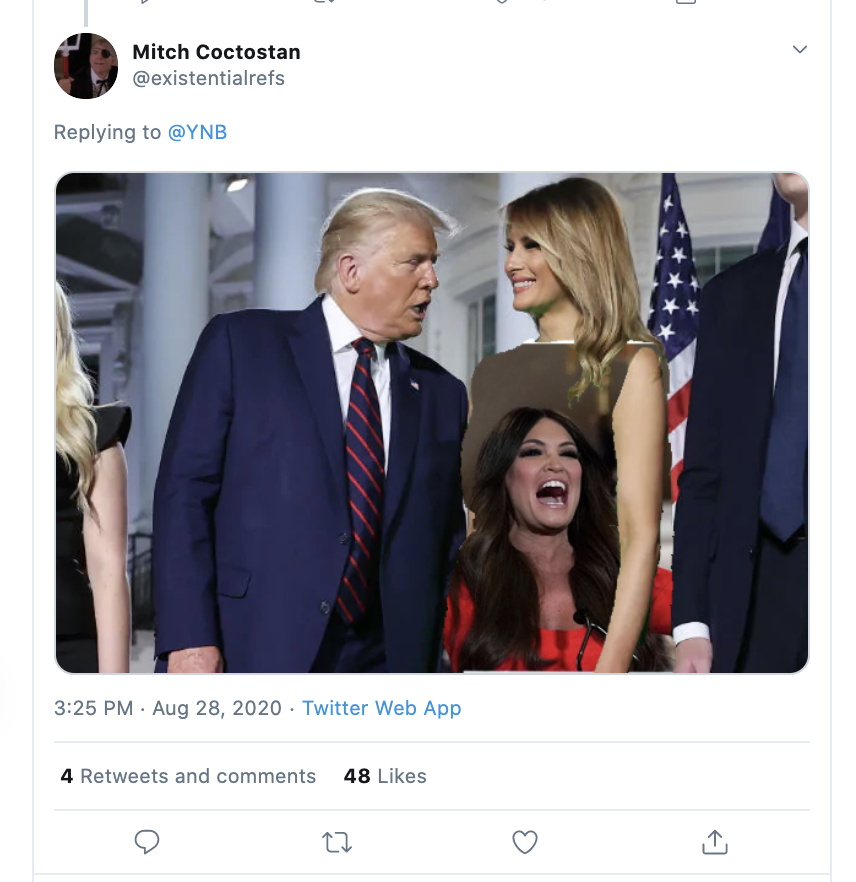 Mitch Coctostan
@existentialrefs
Replying to @YNB
3:25 PM · Aug 28, 2020 · Twitter Web App
4 Retweets and comments 48 Likes